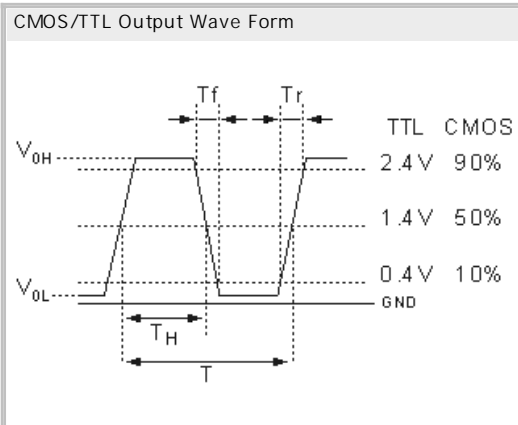 CMOS/TTL Output Wave Form
Tf Tr
TTL CMOS
V0H 2.4V 90%
1.4V 50%
0.4V 10%
V0L GND
TH
T